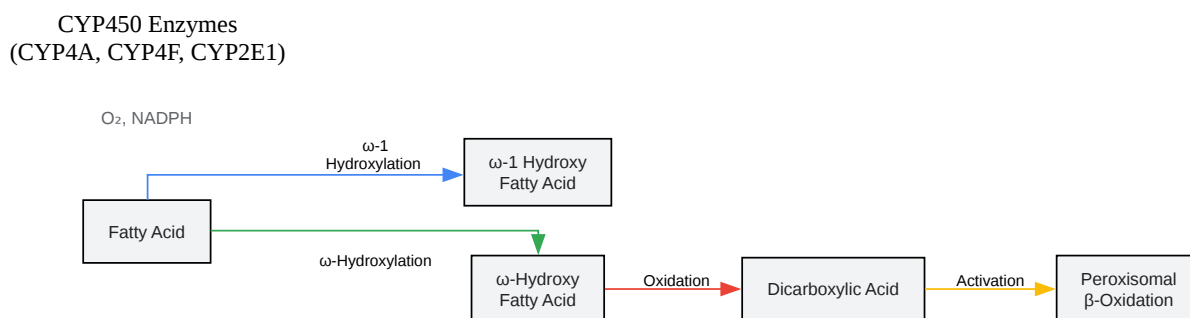 CYP450 Enzymes
(CYP4A, CYP4F, CYP2E1)
O₂, NADPH
ω-1
Hydroxylation
ω-1 Hydroxy
Fatty Acid
Fatty Acid
ω-Hydroxylation
ω-Hydroxy
Fatty Acid
Oxidation
Dicarboxylic Acid
Activation
Peroxisomal
β-Oxidation